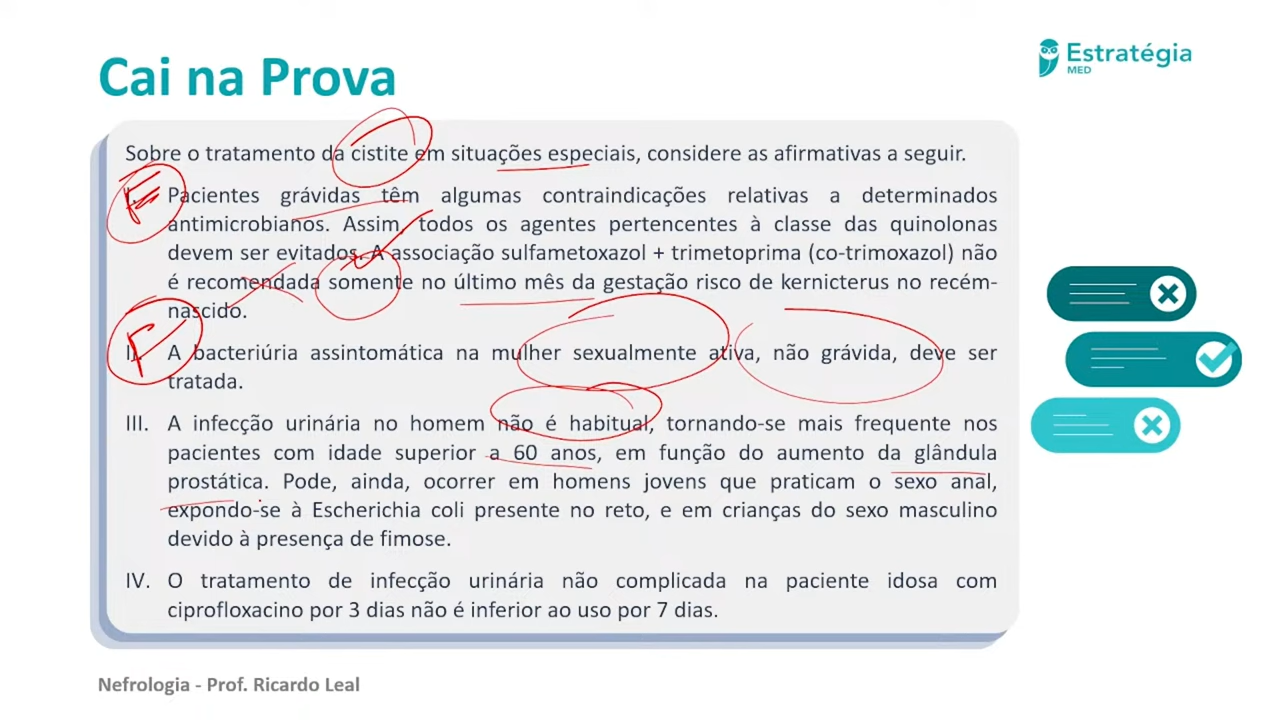 Cai na Prova
Estratégia
MED
Sobre o tratamento da cistite em situações especiais, considere as afirmativas a seguir.
Pacientes grávidas têm algumas contraindicações relativas a determinados
antimicrobianos. Assim, todos os agentes pertencentes à classe das quinolonas
devem ser evitados. A associação sulfametoxazol + trimetoprima (co-trimoxazol) não
é recomendada somente no último mês da gestação risco de kernicterus no recém-
nascido.
A bacteriúria assintomática na mulher sexualmente ativa, não grávida, deve ser
tratada.
III. A infecção urinária no homem não é habitual, tornando-se mais frequente nos
pacientes com idade superior a 60 anos, em função do aumento da glândula
prostática. Pode, ainda, ocorrer em homens jovens que praticam o sexo anal,
expondo-se à Escherichia coli presente no reto, e em crianças do sexo masculino
devido à presença de fimose.
IV. O tratamento de infecção urinária não complicada na paciente idosa com
ciprofloxacino por 3 dias não é inferior ao uso por 7 dias.
Nefrologia - Prof. Ricardo Leal